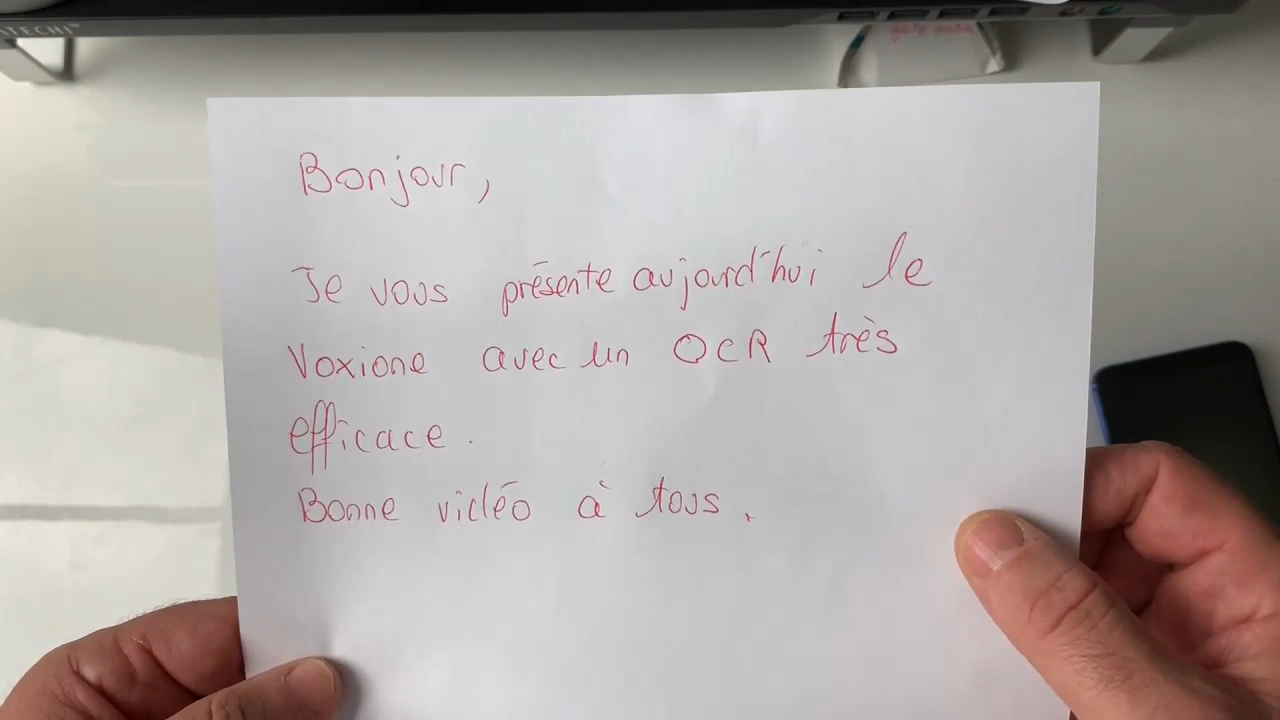 Bonjour,
Je vous présente aujourd'hui le
Voxione avec un OCR très
efficace.
Bonne vidéo à tous.